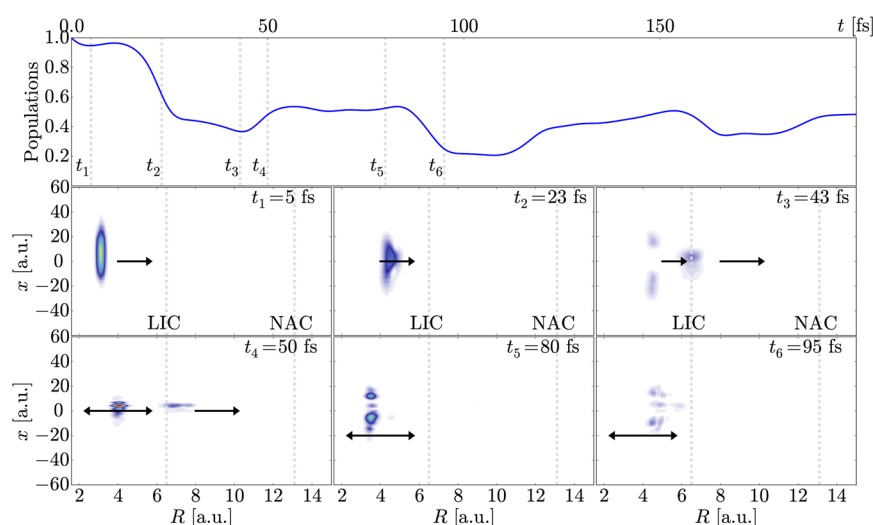 0.0 50 100 150 t [fs]
1.0
0.8
0.6
0.4
0.2
Populations
t₁ t₂ t₃ t₄ t₅ t₆
60
40
20
0
−20
−40
60
x [a.u.]
t₁=5 fs
LIC NAC
t₂=23 fs
LIC NAC
t₃=43 fs
LIC NAC
40
20
0
−20
−40
−60
x [a.u.]
t₄=50 fs
t₅=80 fs
t₆=95 fs
2 4 6 8 10 12 14
2 4 6 8 10 12 14
2 4 6 8 10 12 14
R [a.u.]
R [a.u.]
R [a.u.]